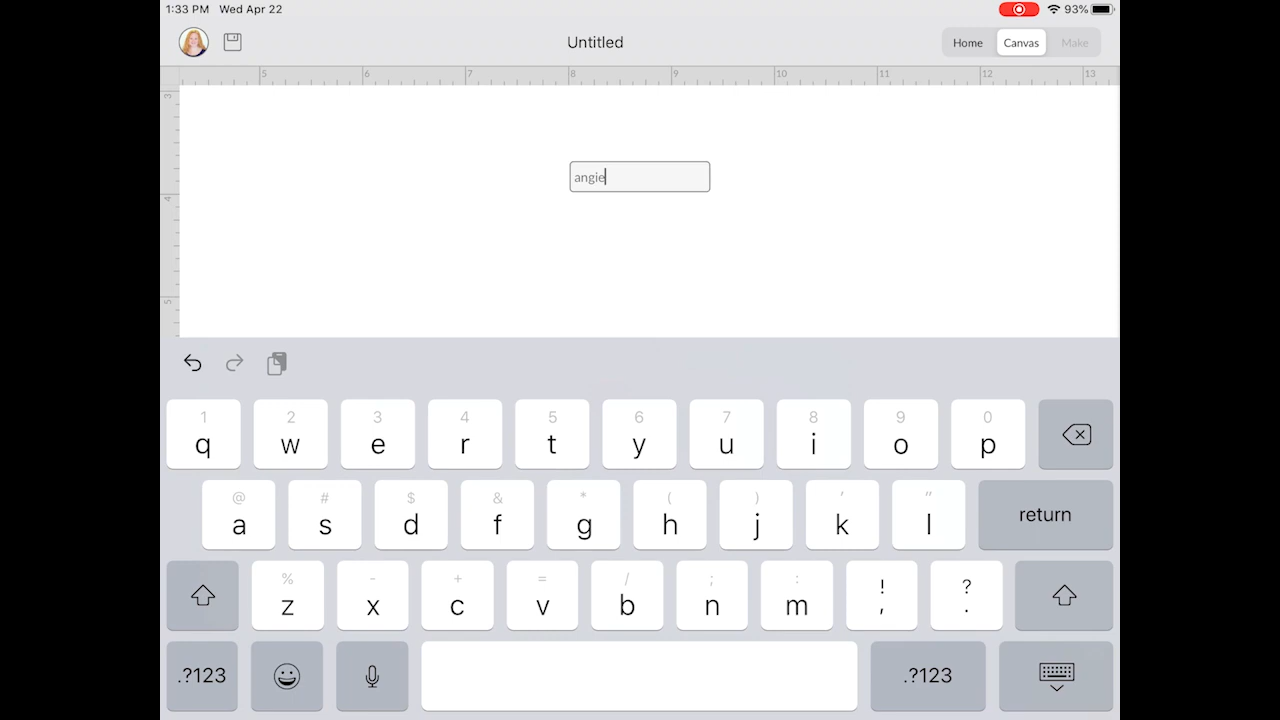 1:33 PM Wed Apr 22 93%
Untitled
Home Canvas Make
5 6 7 8 9 10 11 12 13
3
4
5
angie
1 2 3 4 5 6 7 8 9 0
q w e r t y u i o p
@ # $ & * ( ) ' "
a s d f g h j k l return
% - + = / ; : ! ?
z x c v b n m , .
.?123 .?123